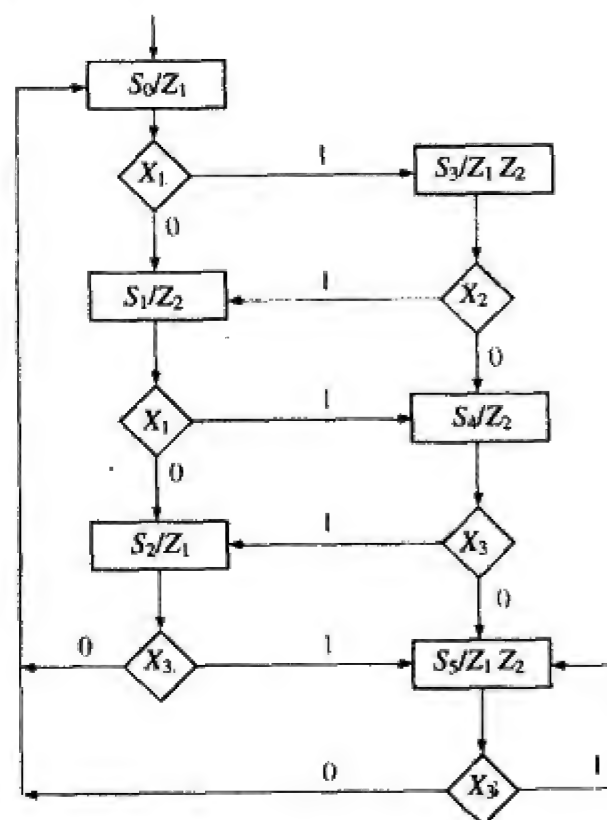 S₀/Z₁
X₁ 1 S₃/Z₁ Z₂
0
S₁/Z₂ 1 X₂
0
X₁ 1 S₄/Z₂
0
S₂/Z₁ 1 X₃
0
0 X₃ 1 S₅/Z₁ Z₂
0 X₃ 1